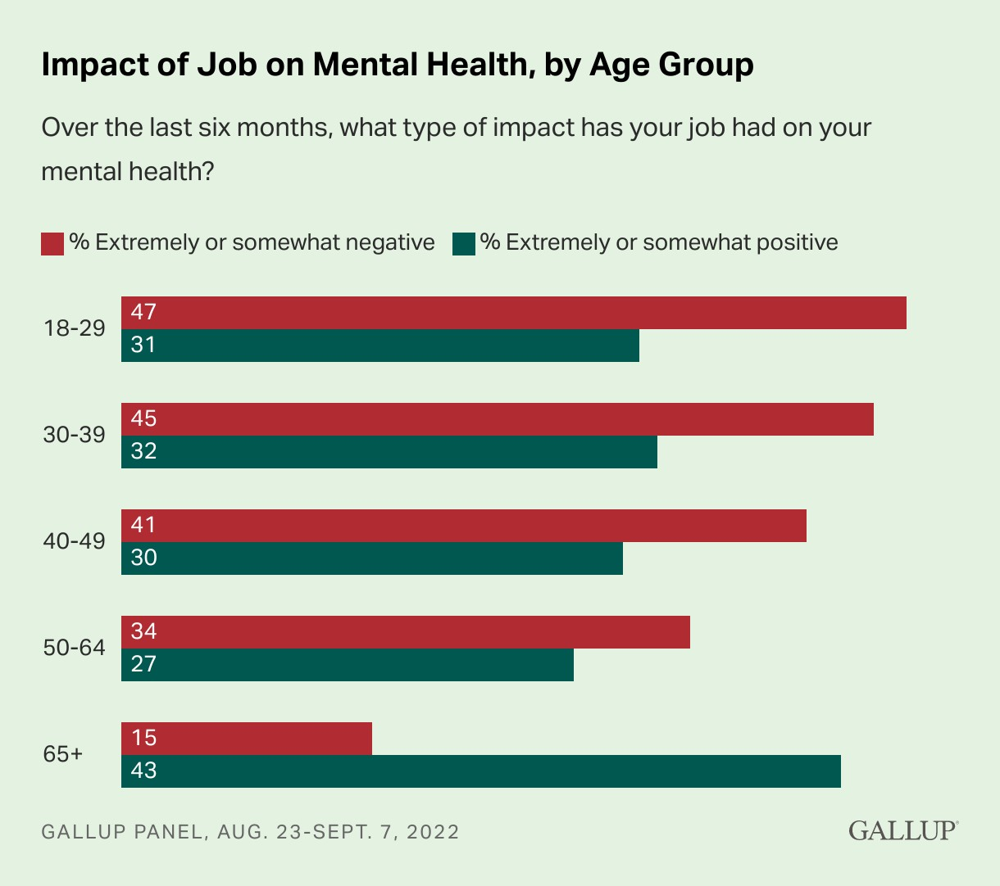 Impact of Job on Mental Health, by Age Group
Over the last six months, what type of impact has your job had on your
mental health?
% Extremely or somewhat negative % Extremely or somewhat positive
18-29
47
31
30-39
45
32
40-49
41
30
50-64
34
27
65+
15
43
GALLUP PANEL, AUG. 23-SEPT. 7, 2022
GALLUP®